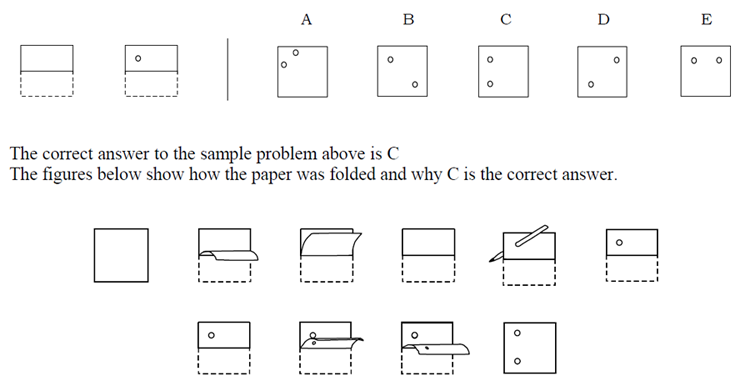 A B C D E
The correct answer to the sample problem above is C
The figures below show how the paper was folded and why C is the correct answer.